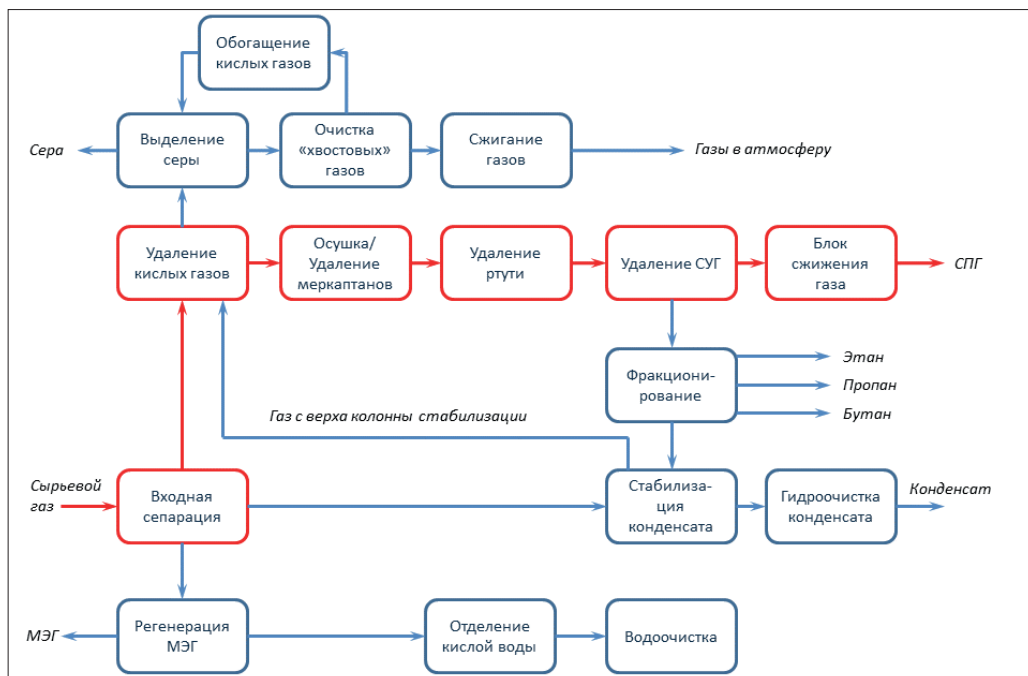 Обогащение
кислых газов
Сера
Выделение
серы
Очистка
«хвостовых»
газов
Сжигание
газов
Газы в атмосферу
Удаление
кислых газов
Осушка/
Удаление
меркаптанов
Удаление
ртути
Удаление СУГ
Блок
сжижения
газа
СПГ
Фракциони-
рование
Этан
Пропан
Бутан
Газ с верха колонны стабилизации
Сырьевой
газ
Входная
сепарация
Стабилиза-
ция
конденсата
Гидроочистка
конденсата
Конденсат
МЭГ
Регенерация
МЭГ
Отделение
кислой воды
Водоочистка